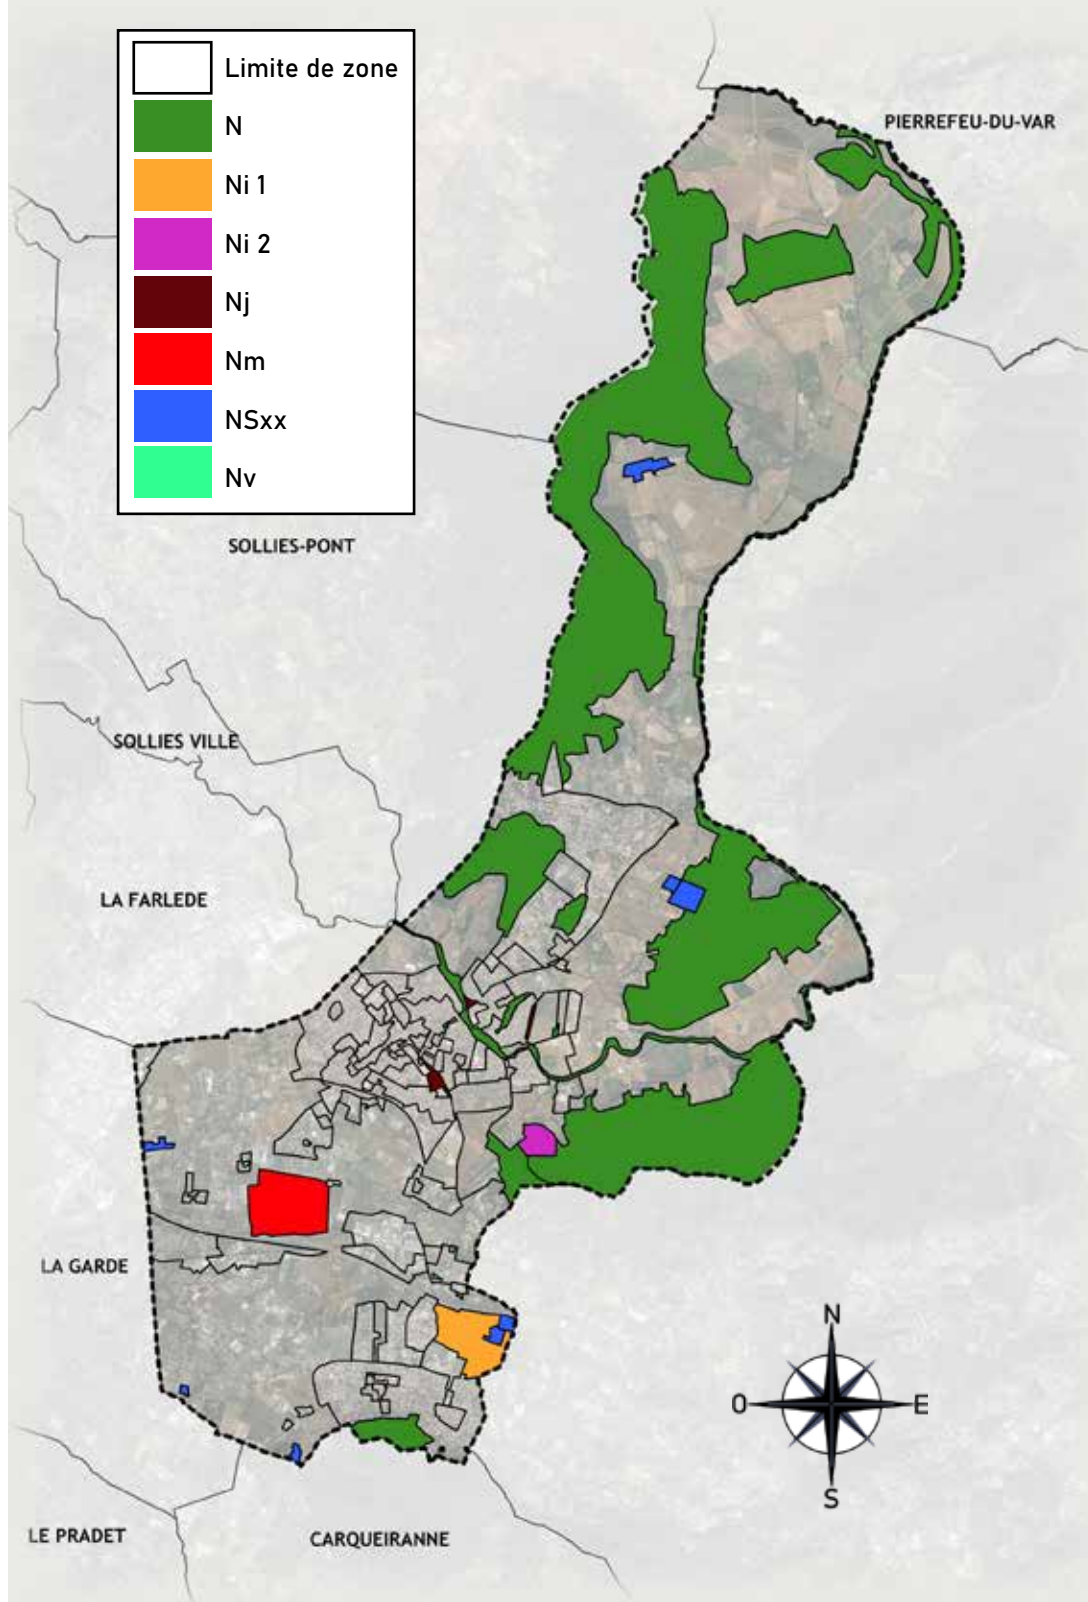 Limite de zone
N
Ni 1
Ni 2
Nj
Nm
NSxx
Nv
PIERREFEU-DU-VAR
SOLLIES-PONT
SOLLIES VILLE
LA FARLEDE
LA GARDE
N
O
E
S
LE PRADET
CARQUEIRANNE